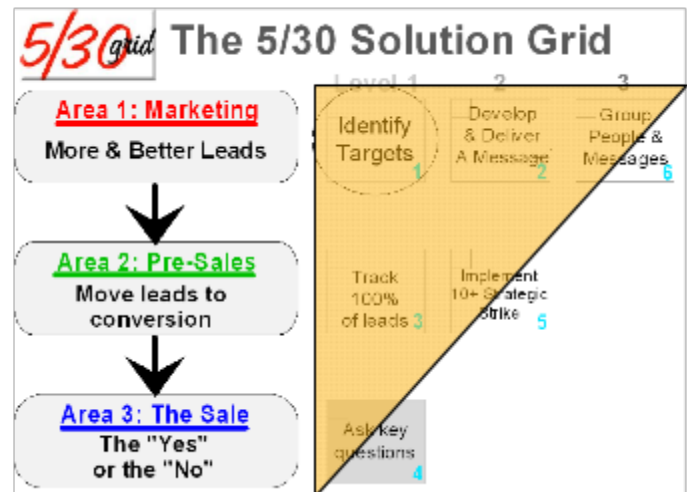 5/30 grid The 5/30 Solution Grid
Level 1 2 3
Area 1: Marketing
More & Better Leads
Identify
Targets
1
Develop
& Deliver
A Message
2
Group
People &
Messages
6
Area 2: Pre-Sales
Move leads to
conversion
Track
100%
of leads 3
Implement
10+ Strategic
Strike
5
Area 3: The Sale
The "Yes"
or the "No"
Ask key
questions
4